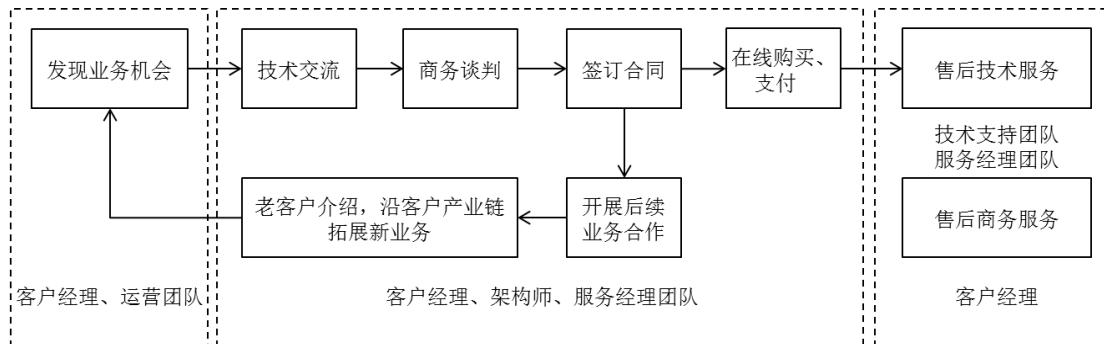 发现业务机会
技术交流
商务谈判
签订合同
在线购买、
支付
售后技术服务
技术支持团队
服务经理团队
老客户介绍，沿客户产业链
拓展新业务
开展后续
业务合作
售后商务服务
客户经理、运营团队
客户经理、架构师、服务经理团队
客户经理